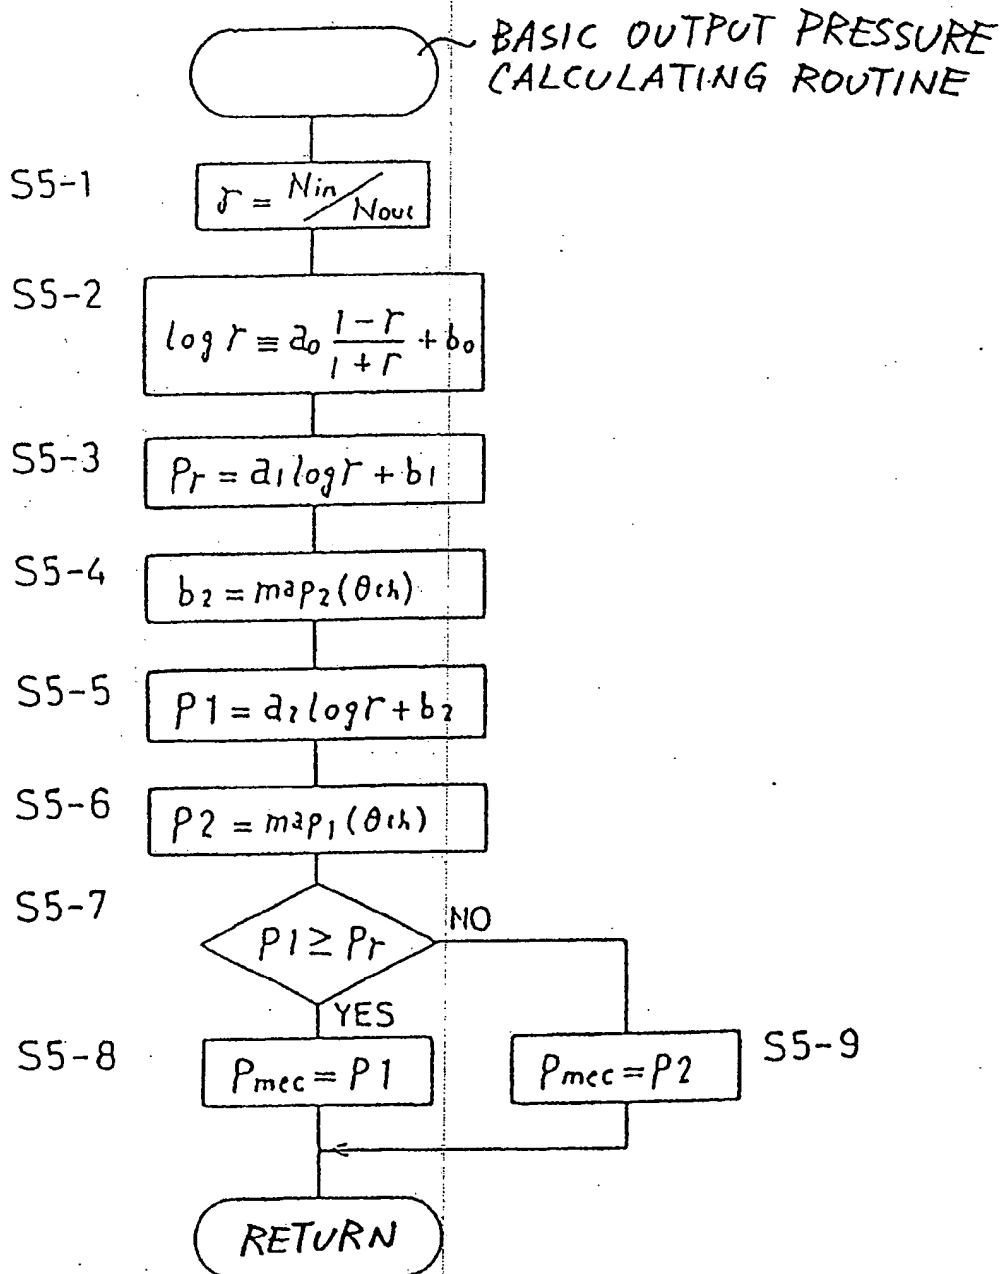 BASIC OUTPUT PRESSURE
CALCULATING ROUTINE
S5-1
r = Nin/Nout
S5-2
log r ≡ a0 (1-r)/(1+r) + b0
S5-3
Pr = a1 log r + b1
S5-4
b2 = map2 (θth)
S5-5
P1 = a2 log r + b2
S5-6
P2 = map1 (θth)
S5-7
P1 ≥ Pr
NO
YES
S5-8
Pmec = P1
Pmec = P2
S5-9
RETURN